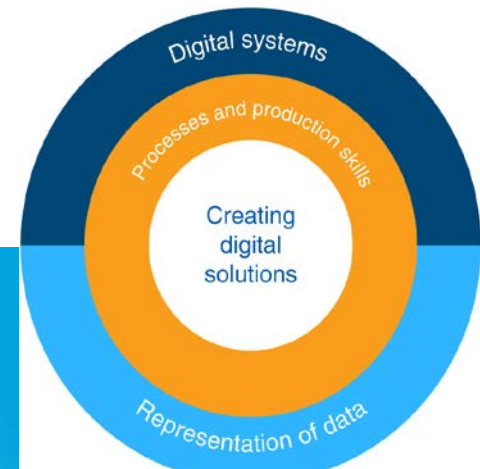 Digital systems
Processes and production skills
Creating
digital
solutions
Representation of data